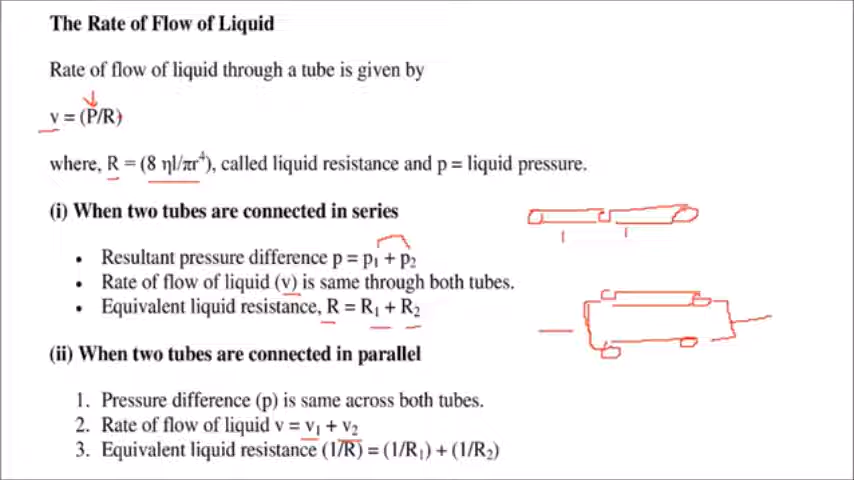 The Rate of Flow of Liquid
Rate of flow of liquid through a tube is given by
v = (P/R)
where, R = (8 ηl/πr⁴), called liquid resistance and p = liquid pressure.
(i) When two tubes are connected in series
• Resultant pressure difference p = p₁ + p₂
• Rate of flow of liquid (v) is same through both tubes.
• Equivalent liquid resistance, R = R₁ + R₂
(ii) When two tubes are connected in parallel
1. Pressure difference (p) is same across both tubes.
2. Rate of flow of liquid v = v₁ + v₂
3. Equivalent liquid resistance (1/R) = (1/R₁) + (1/R₂)